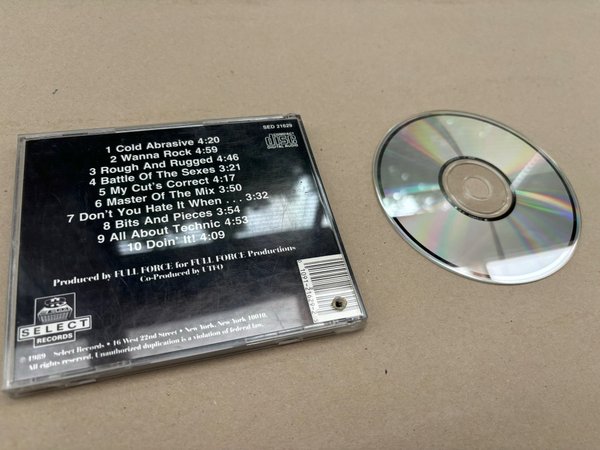 SED 21629
COMPACT
disc
DIGITAL AUDIO
1 Cold Abrasive 4:20
2 Wanna Rock 4:59
3 Rough and Rugged 4:46
4 Battle Of The Sexes 3:21
5 My Cut's Correct 4:17
6 Master Of The Mix 3:50
7 Don't You Hate It When . . . 3:32
8 Bits And Pieces 3:54
9 All About Technic 4:53
10 Doin' It! 4:09
Produced by FULL FORCE for FULL FORCE Productions
Co-Produced by UTFO
SELECT
RECORDS
© 1989 Select Records • 16 West 22nd Street • New York, New York 10010.
All rights reserved. Unauthorized duplication is a violation of federal law.